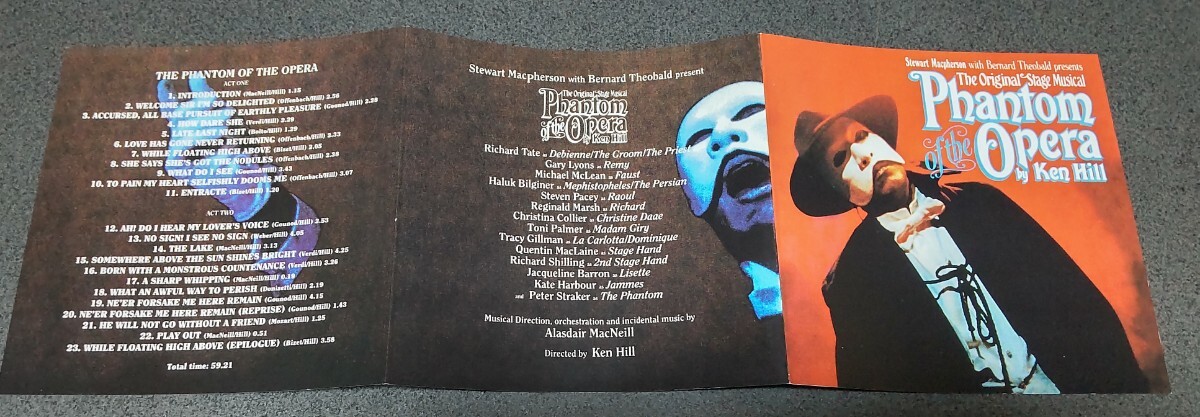 THE PHANTOM OF THE OPERA
ACT ONE
1. INTRODUCTION (MacNeill/Hill) 1.15
2. WELCOME SIR I'M SO DELIGHTED (Offenbach/Hill) 3.56
3. ACCURSED, ALL BASE PURSUIT OF EARTHLY PLEASURE (Gounod/Hill) 2.28
4. HOW DARE SHE (Verdi/Hill) 3.29
5. LATE LAST NIGHT (Boito/Hill) 1.29
6. LOVE HAS GONE NEVER RETURNING (Offenbach/Hill) 3.33
7. WHILE FLOATING HIGH ABOVE (Bizet/Hill) 3.05
8. SHE SAYS SHE'S GOT THE NODULES (Offenbach/Hill) 2.38
9. WHAT DO I SEE (Gounod/Hill) 3.43
10. TO PAIN MY HEART SELFISHLY DOOMS ME (Offenbach/Hill) 3.07
11. ENTRACTE (Bizet/Hill) 1.20
ACT TWO
12. AH! DO I HEAR MY LOVER'S VOICE (Gounod/Hill) 2.53
13. NO SIGN! I SEE NO SIGN (Weber/Hill) 4.05
14. THE LAKE (MacNeill/Hill) 3.13
15. SOMEWHERE ABOVE THE SUN SHINES BRIGHT (Verdi/Hill) 4.25
16. BORN WITH A MONSTROUS COUNTENANCE (Verdi/Hill) 3.26
17. A SHARP WHIPPING (MacNeill/Hill) 0.19
18. WHAT AN AWFUL WAY TO PERISH (Donizetti/Hill) 2.19
19. NE'ER FORSAKE ME HERE REMAIN (Gounod/Hill) 4.15
20. NE'ER FORSAKE ME HERE REMAIN (REPRISE) (Gounod/Hill) 1.43
21. HE WILL NOT GO WITHOUT A FRIEND (Mozart/Hill) 1.25
22. PLAY OUT (MacNeill/Hill) 0.51
23. WHILE FLOATING HIGH ABOVE (EPILOGUE) (Bizet/Hill) 3.58
Total time: 59.21
Stewart Macpherson with Bernard Theobald present
The Original Stage Musical
Phantom
of the Opera
by Ken Hill
Richard Tate as Debienne/The Groom/The Priest
Gary Lyons as Remy
Michael McLean as Faust
Haluk Bilginer as Mephistopheles/The Persian
Steven Pacey as Raoul
Reginald Marsh as Richard
Christina Collier as Christine Daae
Toni Palmer as Madam Giry
Tracy Gillman as La Carlotta/Dominique
Quentin MacLaine as Stage Hand
Richard Shilling as 2nd Stage Hand
Jacqueline Barron as Lisette
Kate Harbour as Jammes
and Peter Straker as The Phantom
Musical Direction, orchestration and incidental music by
Alasdair MacNeill
Directed by Ken Hill
Stewart Macpherson with Bernard Theobald presents
The Original Stage Musical
Phantom
of the Opera
by Ken Hill